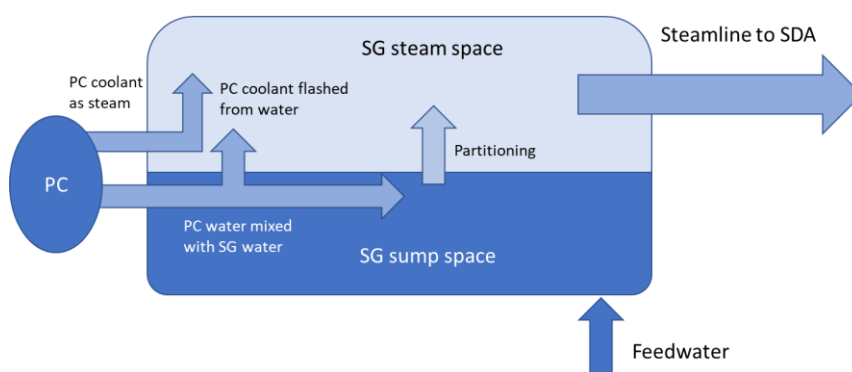 SG steam space
Steamline to SDA
PC coolant
as steam
PC coolant flashed
from water
Partitioning
PC
PC water mixed
with SG water
SG sump space
Feedwater